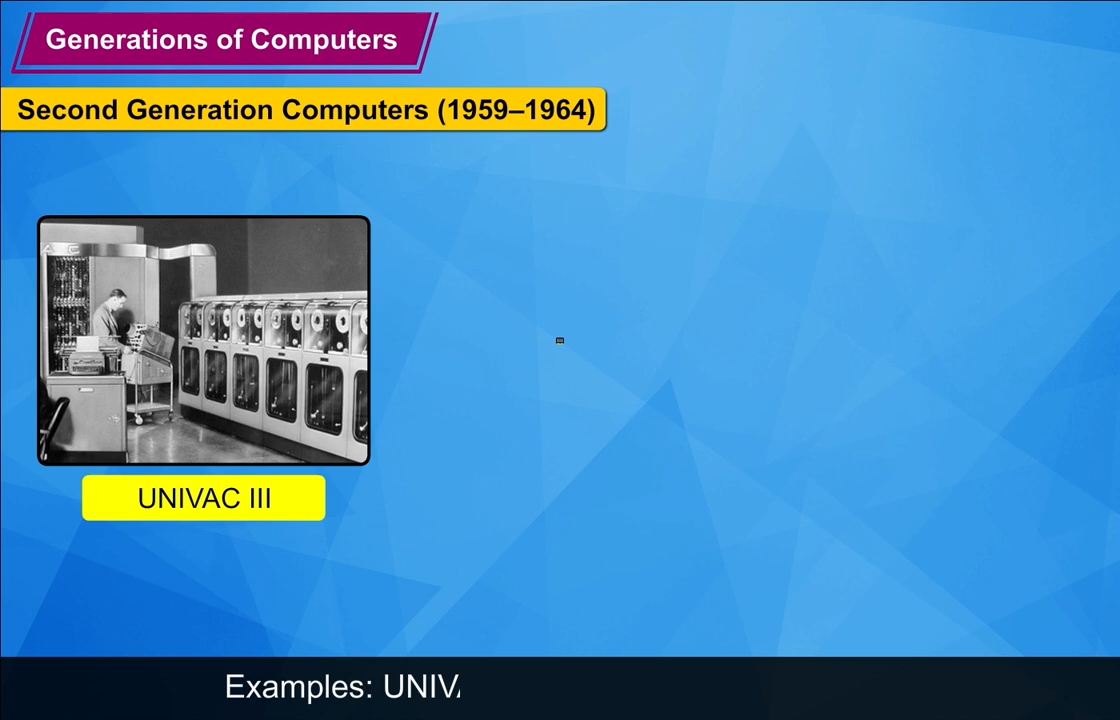 Generations of Computers
Second Generation Computers (1959–1964)
UNIVAC III
Examples: UNIV